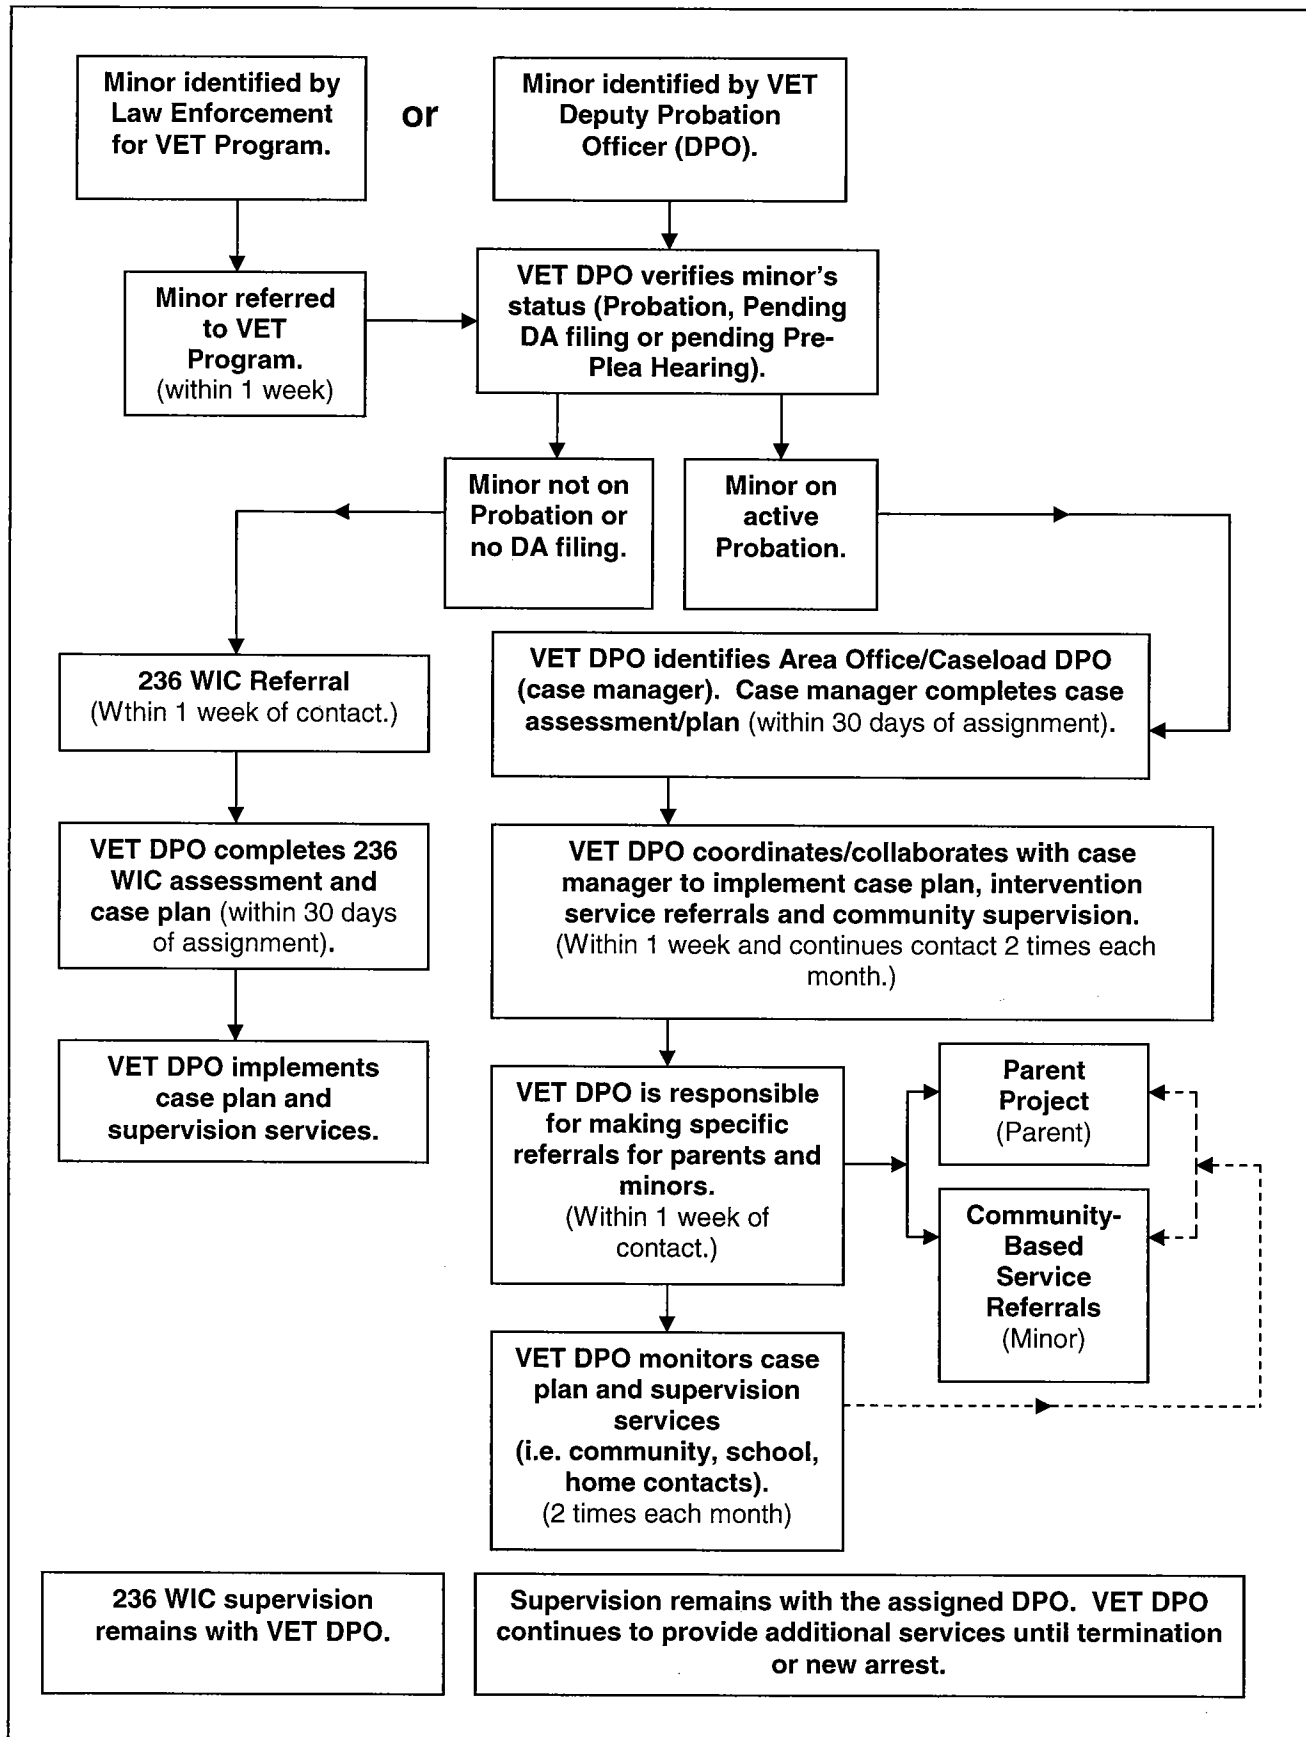 Minor identified by
Law Enforcement
for VET Program.
or
Minor identified by VET
Deputy Probation
Officer (DPO).
Minor referred
to VET
Program.
(within 1 week)
VET DPO verifies minor's
status (Probation, Pending
DA filing or pending Pre-
Plea Hearing).
Minor not on
Probation or
no DA filing.
Minor on
active
Probation.
236 WIC Referral
(Wthin 1 week of contact.)
VET DPO identifies Area Office/Caseload DPO
(case manager). Case manager completes case
assessment/plan (within 30 days of assignment).
VET DPO completes 236
WIC assessment and
case plan (within 30 days
of assignment).
VET DPO coordinates/collaborates with case
manager to implement case plan, intervention
service referrals and community supervision.
(Within 1 week and continues contact 2 times each
month.)
VET DPO implements
case plan and
supervision services.
VET DPO is responsible
for making specific
referrals for parents and
minors.
(Within 1 week of
contact.)
Parent
Project
(Parent)
Community-
Based
Service
Referrals
(Minor)
VET DPO monitors case
plan and supervision
services
(i.e. community, school,
home contacts).
(2 times each month)
236 WIC supervision
remains with VET DPO.
Supervision remains with the assigned DPO. VET DPO
continues to provide additional services until termination
or new arrest.